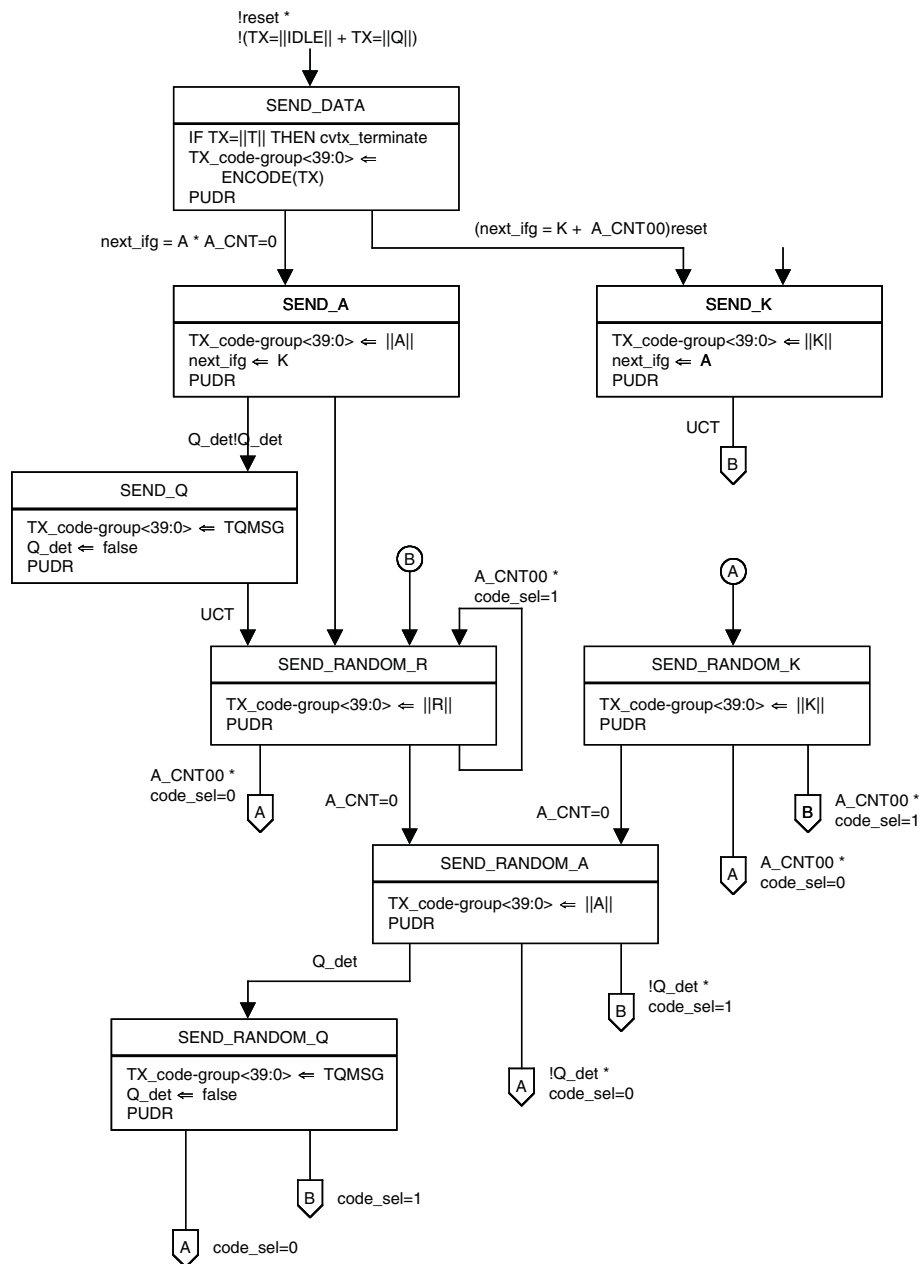 !reset *
!(TX=||IDLE|| + TX=||Q||)
SEND_DATA
IF TX=||T|| THEN cvtx_terminate
TX_code-group<39:0> ⇐
ENCODE(TX)
PUDR
next_ifg = A * A_CNT=0
(next_ifg = K + A_CNT00)reset
SEND_A
TX_code-group<39:0> ⇐ ||A||
next_ifg ⇐ K
PUDR
SEND_K
TX_code-group<39:0> ⇐ ||K||
next_ifg ⇐ A
PUDR
Q_det!Q_det
UCT
B
SEND_Q
TX_code-group<39:0> ⇐ TQMSG
Q_det ⇐ false
PUDR
UCT
B
A_CNT00 *
code_sel=1
A
SEND_RANDOM_R
TX_code-group<39:0> ⇐ ||R||
PUDR
SEND_RANDOM_K
TX_code-group<39:0> ⇐ ||K||
PUDR
A_CNT00 *
code_sel=0
A
A_CNT=0
A_CNT=0
B
A_CNT00 *
code_sel=1
A
A_CNT00 *
code_sel=0
SEND_RANDOM_A
TX_code-group<39:0> ⇐ ||A||
PUDR
Q_det
B
!Q_det *
code_sel=1
A
!Q_det *
code_sel=0
SEND_RANDOM_Q
TX_code-group<39:0> ⇐ TQMSG
Q_det ⇐ false
PUDR
B
code_sel=1
A
code_sel=0